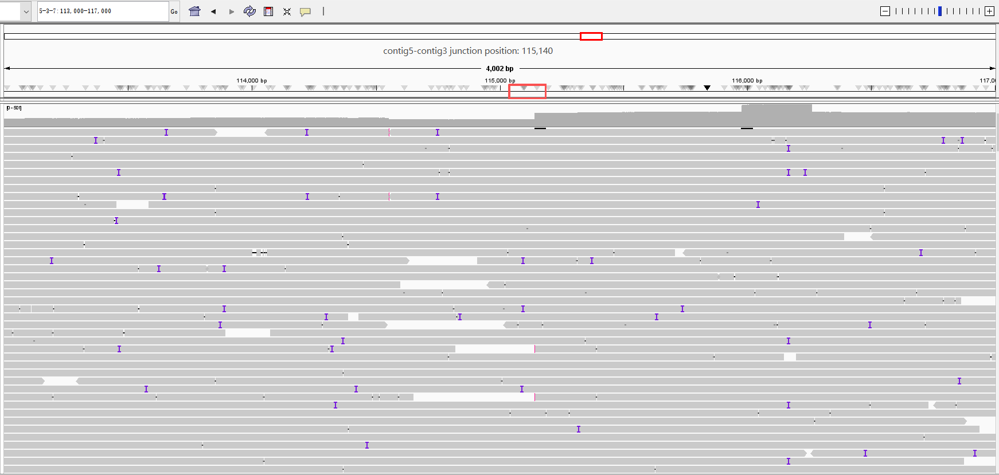 5-3-7:113,000-117,000
Go
contig5-contig3 junction position: 115,140
4,002 bp
114,000 bp
115,000 bp
116,000 bp
117,0
[0-501]